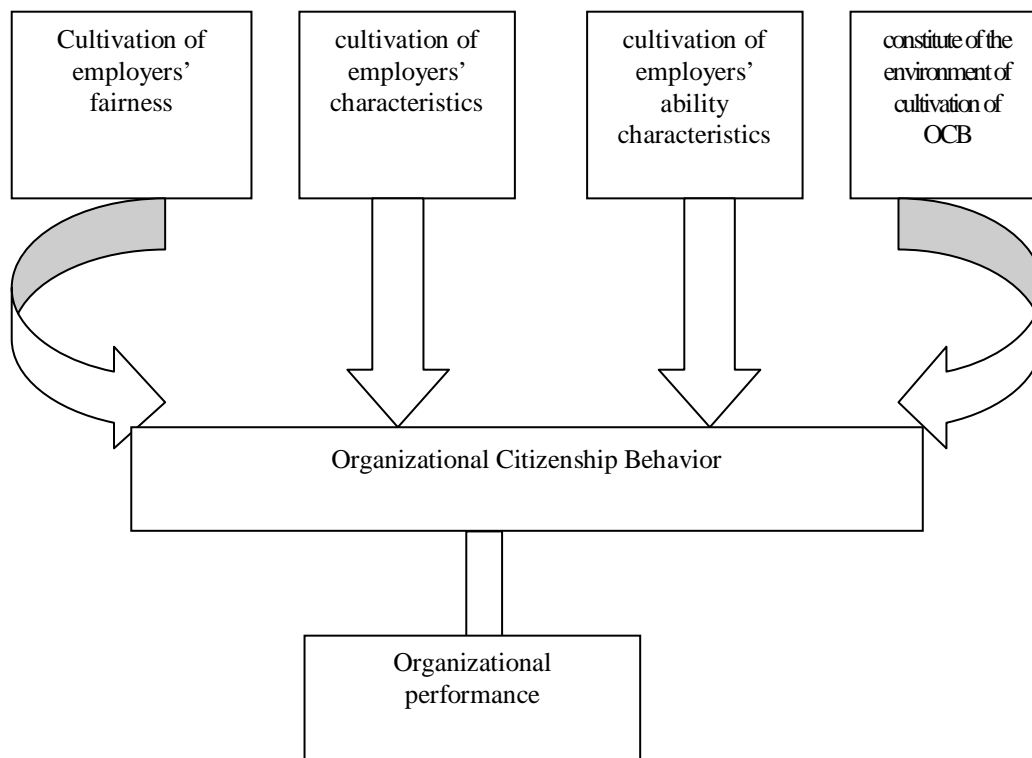 Cultivation of
employers’
fairness
cultivation of
employers’
characteristics
cultivation of
employers’
ability
characteristics
constitute of the
environment of
cultivation of
OCB
Organizational Citizenship Behavior
Organizational
performance